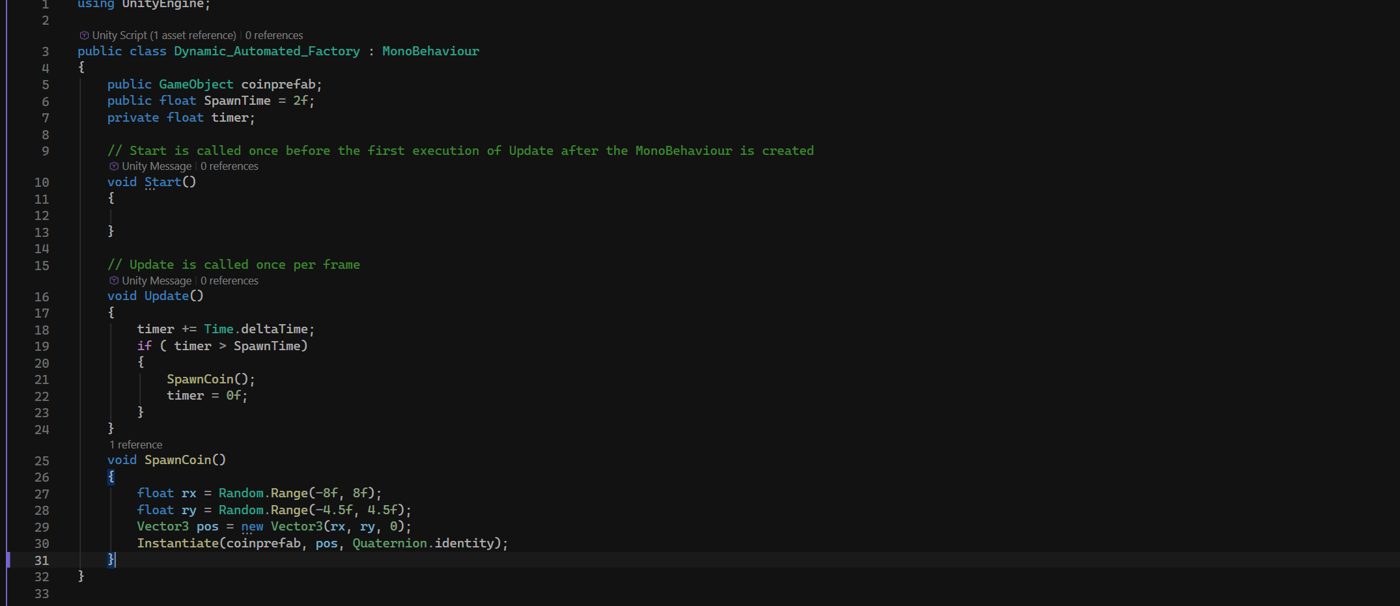 1 using UnityEngine;
2
Unity Script (1 asset reference) | 0 references
3 public class Dynamic_Automated_Factory : MonoBehaviour
4 {
5 public GameObject coinprefab;
6 public float SpawnTime = 2f;
7 private float timer;
8
9 // Start is called once before the first execution of Update after the MonoBehaviour is created
Unity Message | 0 references
10 void Start()
11 {
12
13 }
14
15 // Update is called once per frame
Unity Message | 0 references
16 void Update()
17 {
18 timer += Time.deltaTime;
19 if ( timer > SpawnTime)
20 {
21 SpawnCoin();
22 timer = 0f;
23 }
24 }
1 reference
25 void SpawnCoin()
26 {
27 float rx = Random.Range(-8f, 8f);
28 float ry = Random.Range(-4.5f, 4.5f);
29 Vector3 pos = new Vector3(rx, ry, 0);
30 Instantiate(coinprefab, pos, Quaternion.identity);
31 }
32 }
33